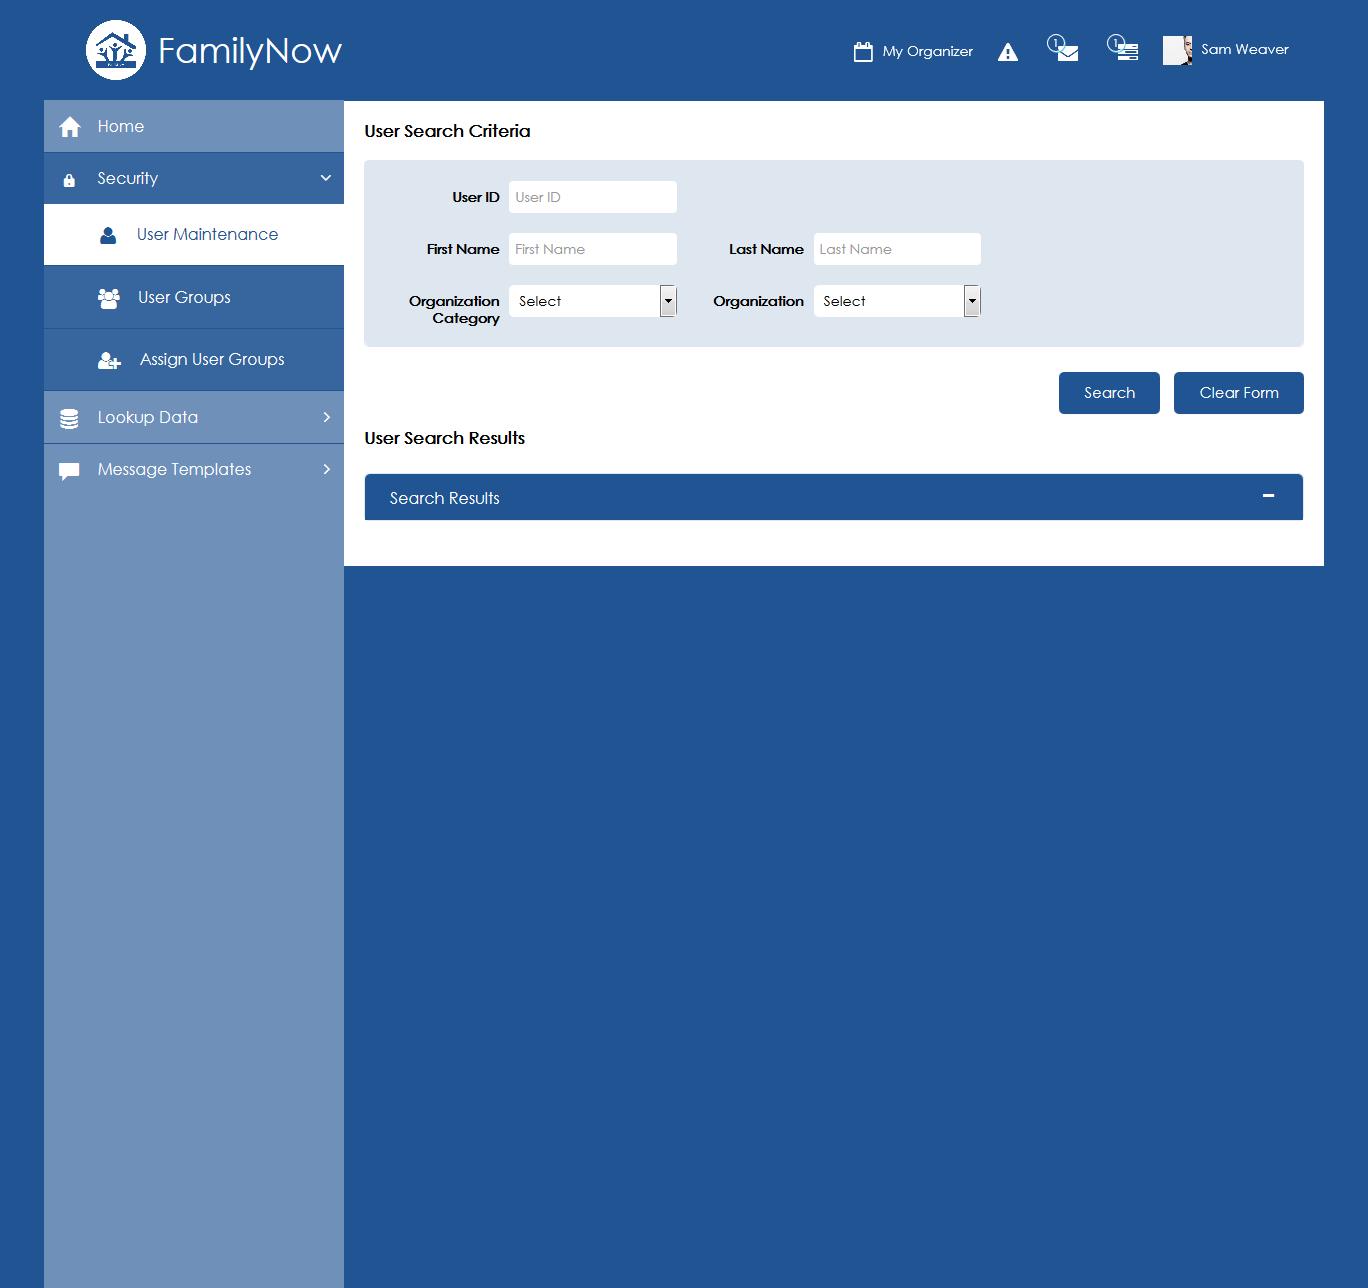 FamilyNow
My Organizer
1
1
Sam Weaver
Home
Security
User Maintenance
User Groups
Assign User Groups
Lookup Data
Message Templates
User Search Criteria
User ID
User ID
First Name
First Name
Last Name
Last Name
Organization
Category
Select
Organization
Select
Search
Clear Form
User Search Results
Search Results